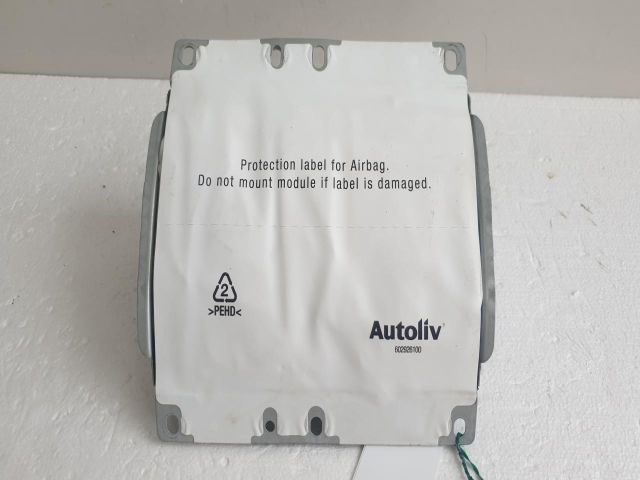 Protection label for Airbag.
Do not mount module if label is damaged.
2
>PEHD<
Autoliv
602926100